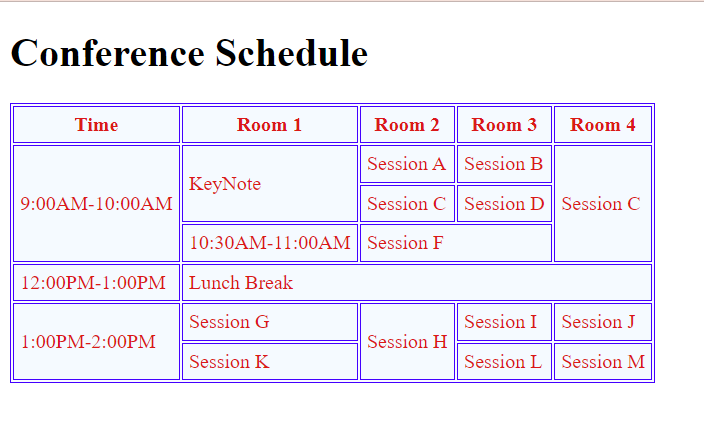 Conference Schedule
Time Room 1 Room 2 Room 3 Room 4
9:00AM-10:00AM KeyNote Session A Session B Session C
Session C Session D
10:30AM-11:00AM Session F
12:00PM-1:00PM Lunch Break
1:00PM-2:00PM Session G Session H Session I Session J
Session K Session L Session M